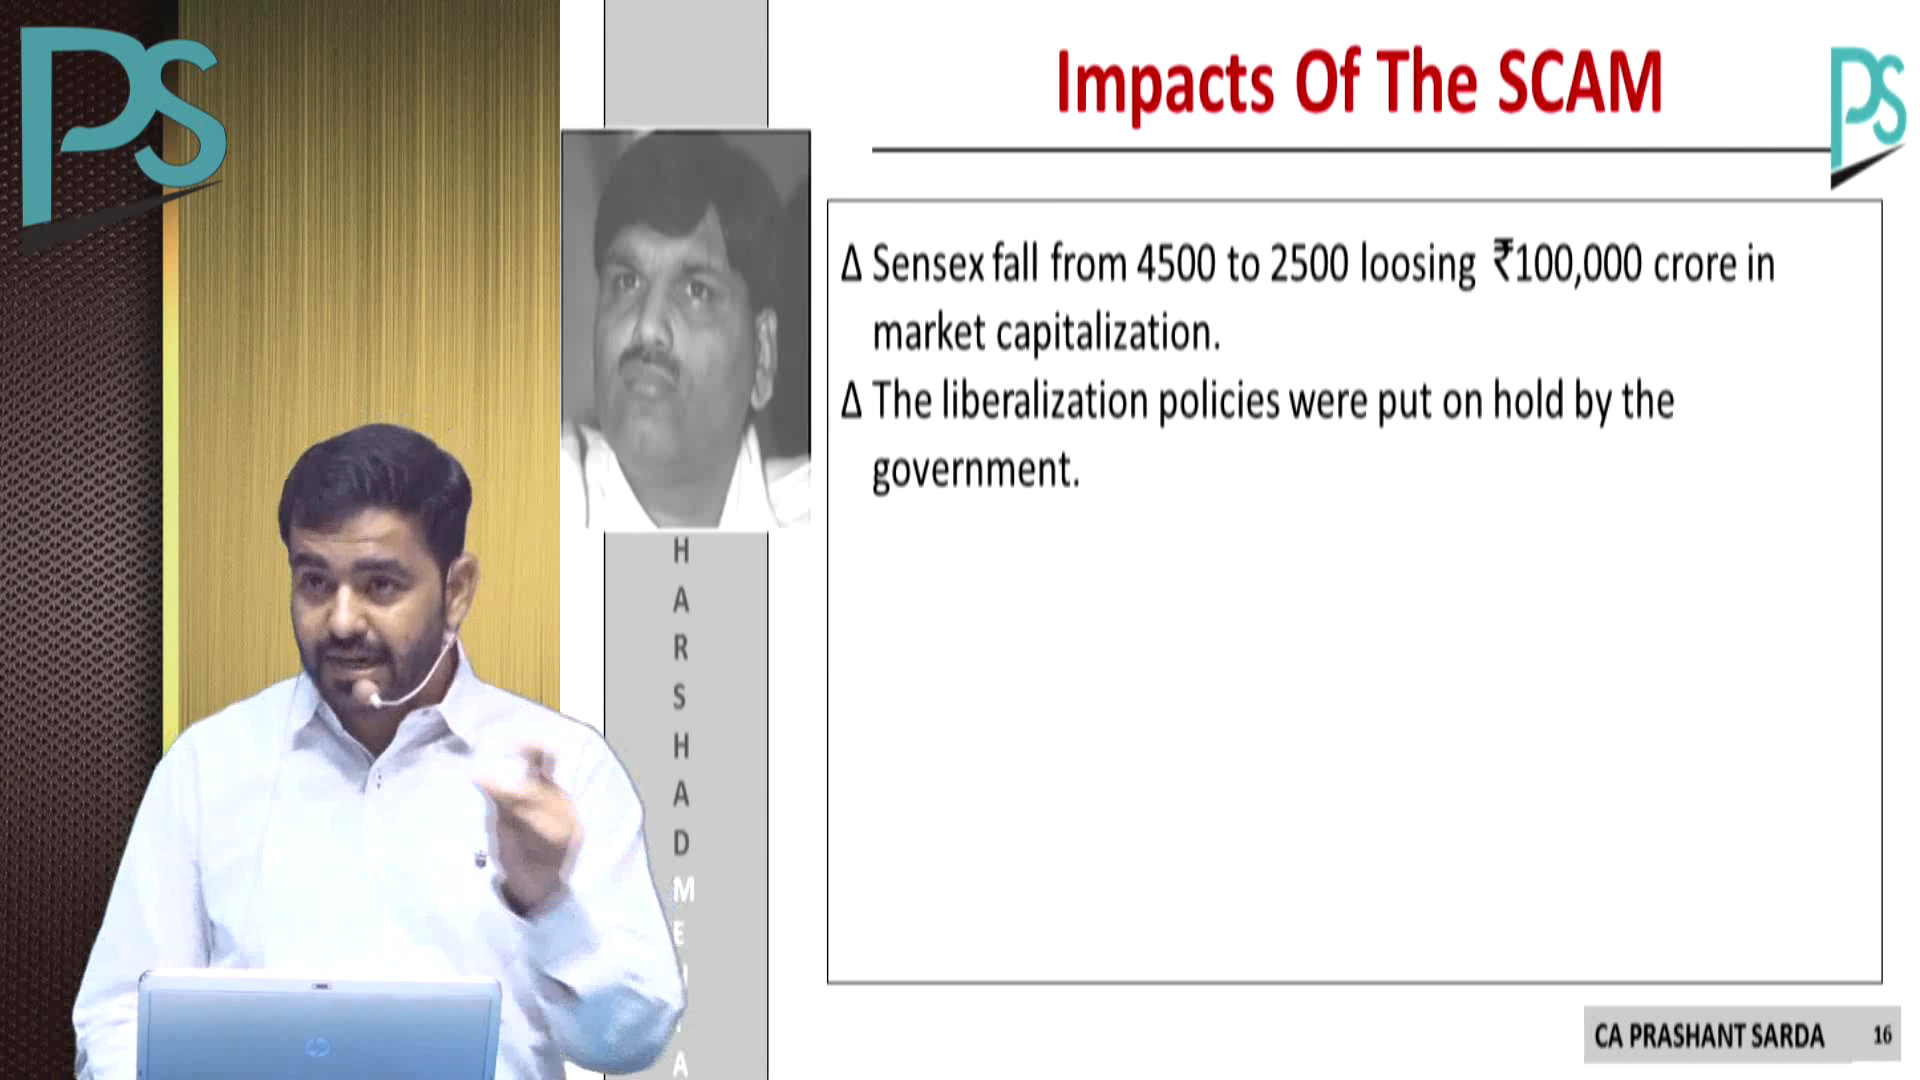 PS
Impacts Of The SCAM
PS
Δ Sensex fall from 4500 to 2500 loosing ₹100,000 crore in
market capitalization.
Δ The liberalization policies were put on hold by the
government.
H
A
R
S
H
A
D
M
E
A
hp
CA PRASHANT SARDA 16